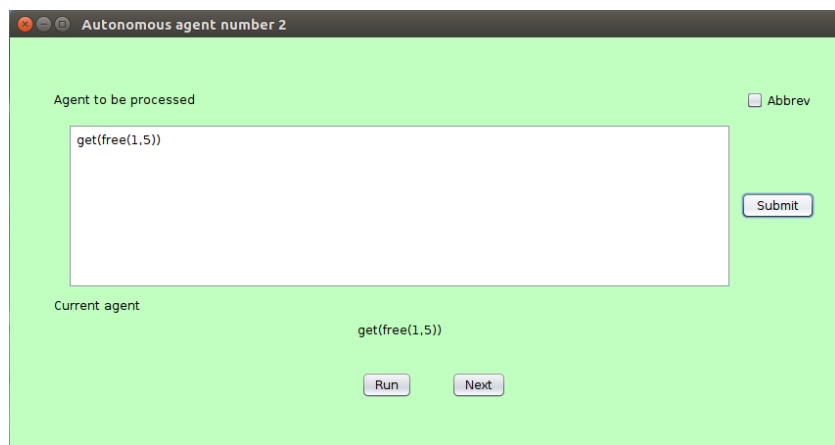 Autonomous agent number 2
Agent to be processed
Abbrev
get(free(1,5))
Submit
Current agent
get(free(1,5))
Run Next